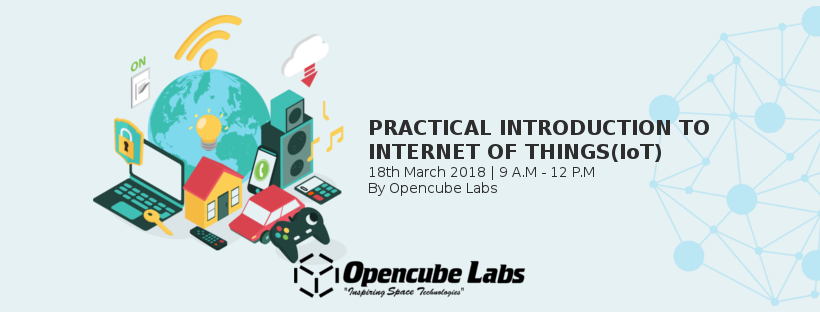 ON
PRACTICAL INTRODUCTION TO
INTERNET OF THINGS(IoT)
18th March 2018 | 9 A.M - 12 P.M
By Opencube Labs
Opencube Labs
"Inspiring Space Technologies"